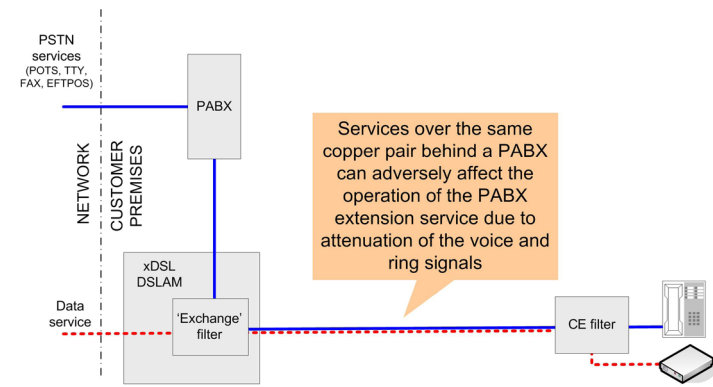 PSTN
services
(POTS, TTY,
FAX, EFTPOS)
PABX
NETWORK
CUSTOMER
PREMISES
Services over the same
copper pair behind a PABX
can adversely affect the
operation of the PABX
extension service due to
attenuation of the voice and
ring signals
xDSL
DSLAM
Data
service
'Exchange'
filter
CE filter